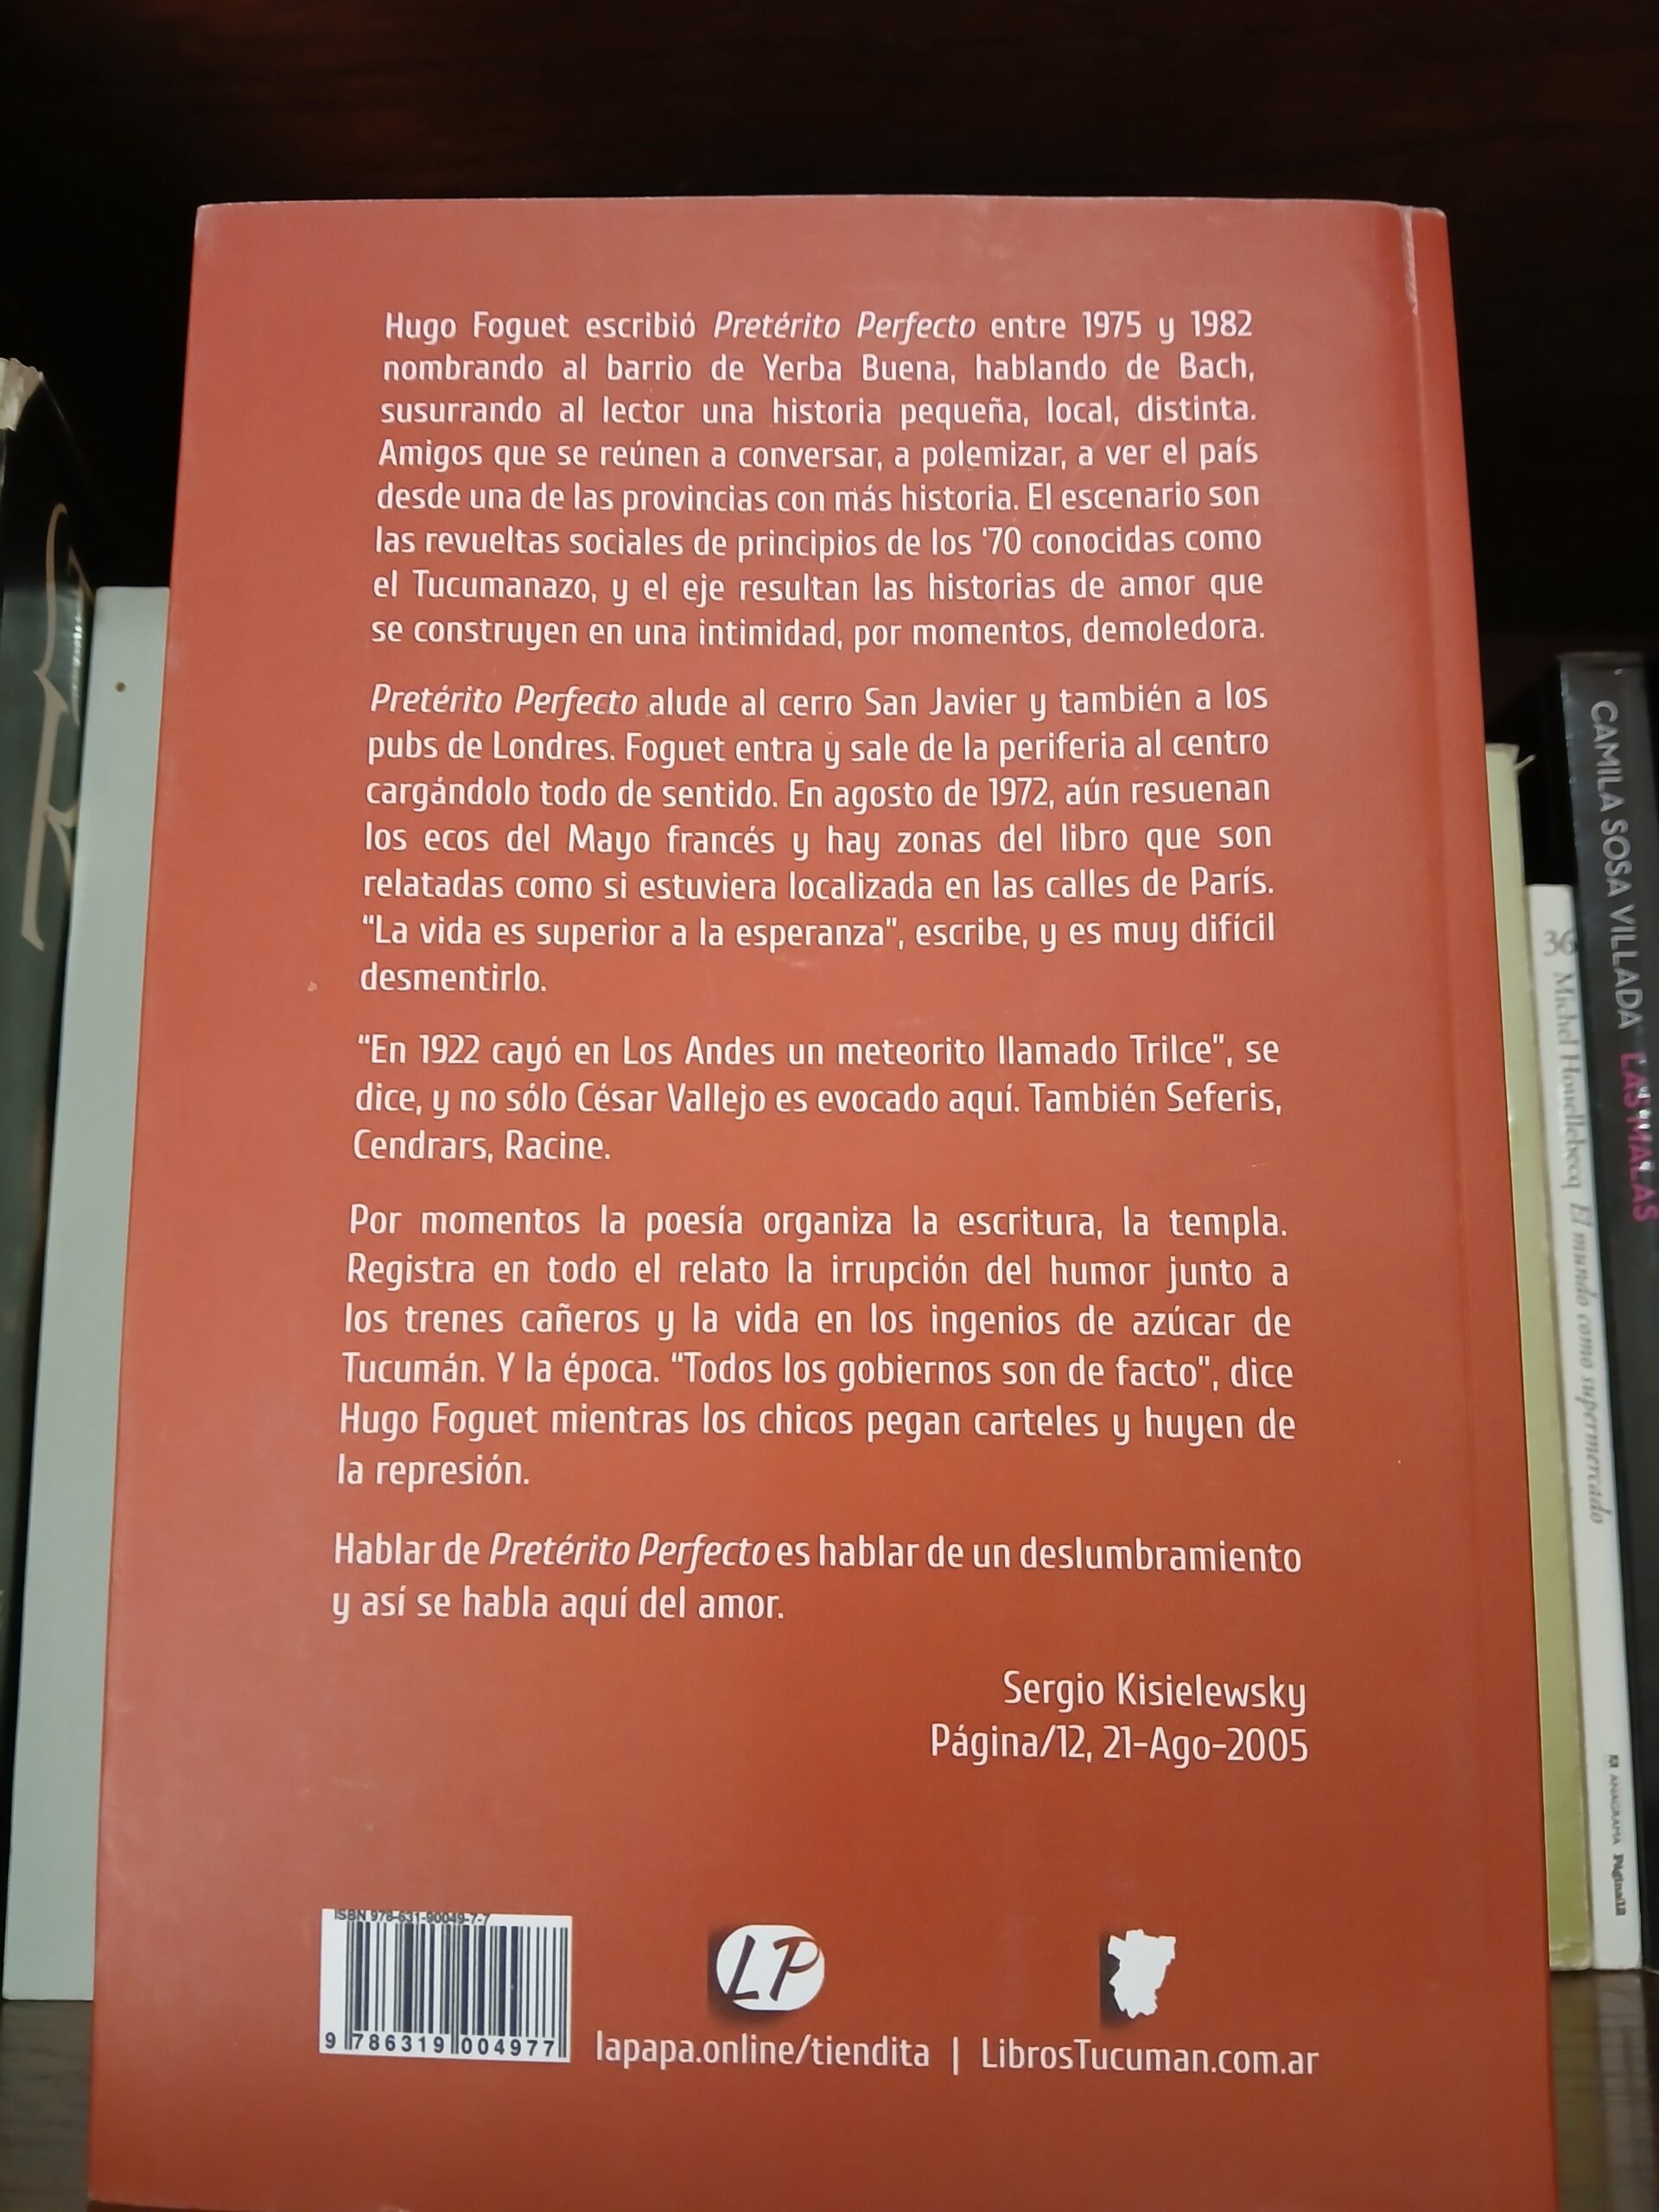 Hugo Foguet escribió Pretérito Perfecto entre 1975 y 1982
nombrando al barrio de Yerba Buena, hablando de Bach,
susurrando al lector una historia pequeña, local, distinta.
Amigos que se reúnen a conversar, a polemizar, a ver el país
desde una de las provincias con más historia. El escenario son
las revueltas sociales de principios de los '70 conocidas como
el Tucumanazo, y el eje resultan las historias de amor que
se construyen en una intimidad, por momentos, demoledora.
Pretérito Perfecto alude al cerro San Javier y también a los
pubs de Londres. Foguet entra y sale de la periferia al centro
cargándolo todo de sentido. En agosto de 1972, aún resuenan
los ecos del Mayo francés y hay zonas del libro que son
relatadas como si estuviera localizada en las calles de París.
“La vida es superior a la esperanza”, escribe, y es muy difícil
desmentirlo.
“En 1922 cayó en Los Andes un meteorito llamado Trilce”, se
dice, y no sólo César Vallejo es evocado aquí. También Seferis,
Cendrars, Racine.
Por momentos la poesía organiza la escritura, la templa.
Registra en todo el relato la irrupción del humor junto a
los trenes cañeros y la vida en los ingenios de azúcar de
Tucumán. Y la época. “Todos los gobiernos son de facto”, dice
Hugo Foguet mientras los chicos pegan carteles y huyen de
la represión.
Hablar de Pretérito Perfecto es hablar de un deslumbramiento
y así se habla aquí del amor.
Sergio Kisielewsky
Página/12, 21-Ago-2005
ISBN 978-631-90049-7-7
9 786319 004977
LP
lapapa.online/tiendita | LibrosTucuman.com.ar
36 Michel Houellebecq El mundo como supermercado
ANAGRAMA Página12
CAMILA SOSA VILLADA LAS MALAS